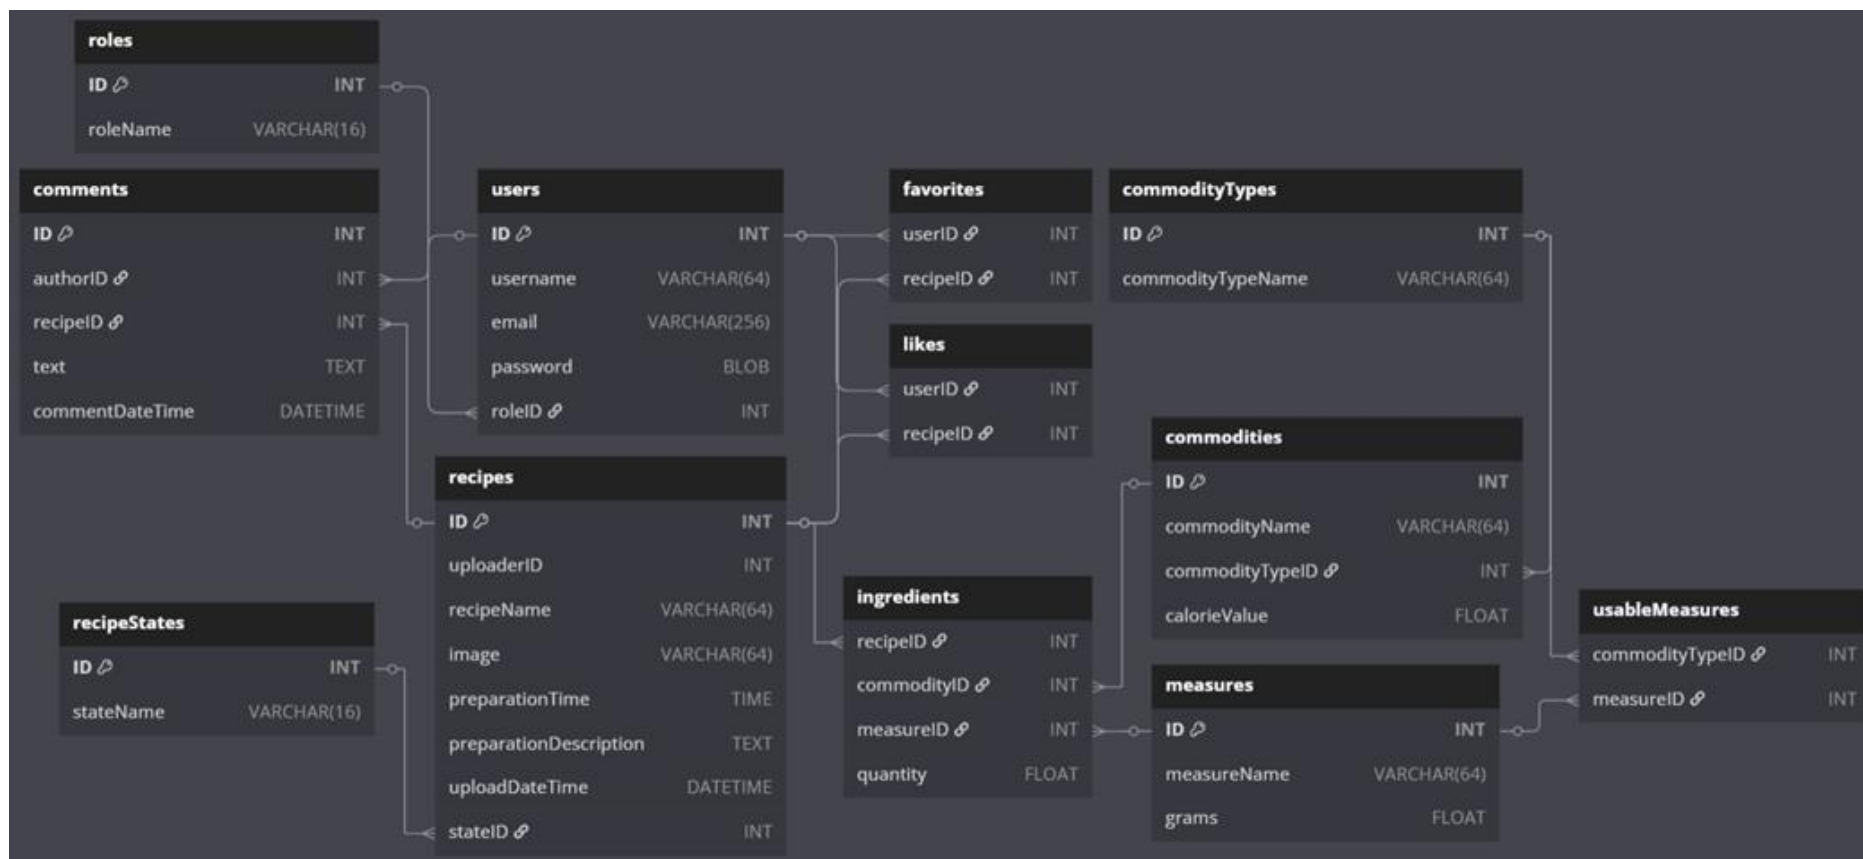 roles
ID INT
roleName VARCHAR(16)
comments
ID INT
authorID INT
recipeID INT
text TEXT
commentDateTime DATETIME
users
ID INT
username VARCHAR(64)
email VARCHAR(256)
password BLOB
roleID INT
favorites
userID INT
recipeID INT
commodityTypes
ID INT
commodityTypeName VARCHAR(64)
likes
userID INT
recipeID INT
commodities
ID INT
commodityName VARCHAR(64)
commodityTypeID INT
calorieValue FLOAT
recipes
ID INT
uploaderID INT
recipeName VARCHAR(64)
image VARCHAR(64)
preparationTime TIME
preparationDescription TEXT
uploadDateTime DATETIME
stateID INT
recipeStates
ID INT
stateName VARCHAR(16)
ingredients
recipeID INT
commodityID INT
measureID INT
quantity FLOAT
measures
ID INT
measureName VARCHAR(64)
grams FLOAT
usableMeasures
commodityTypeID INT
measureID INT